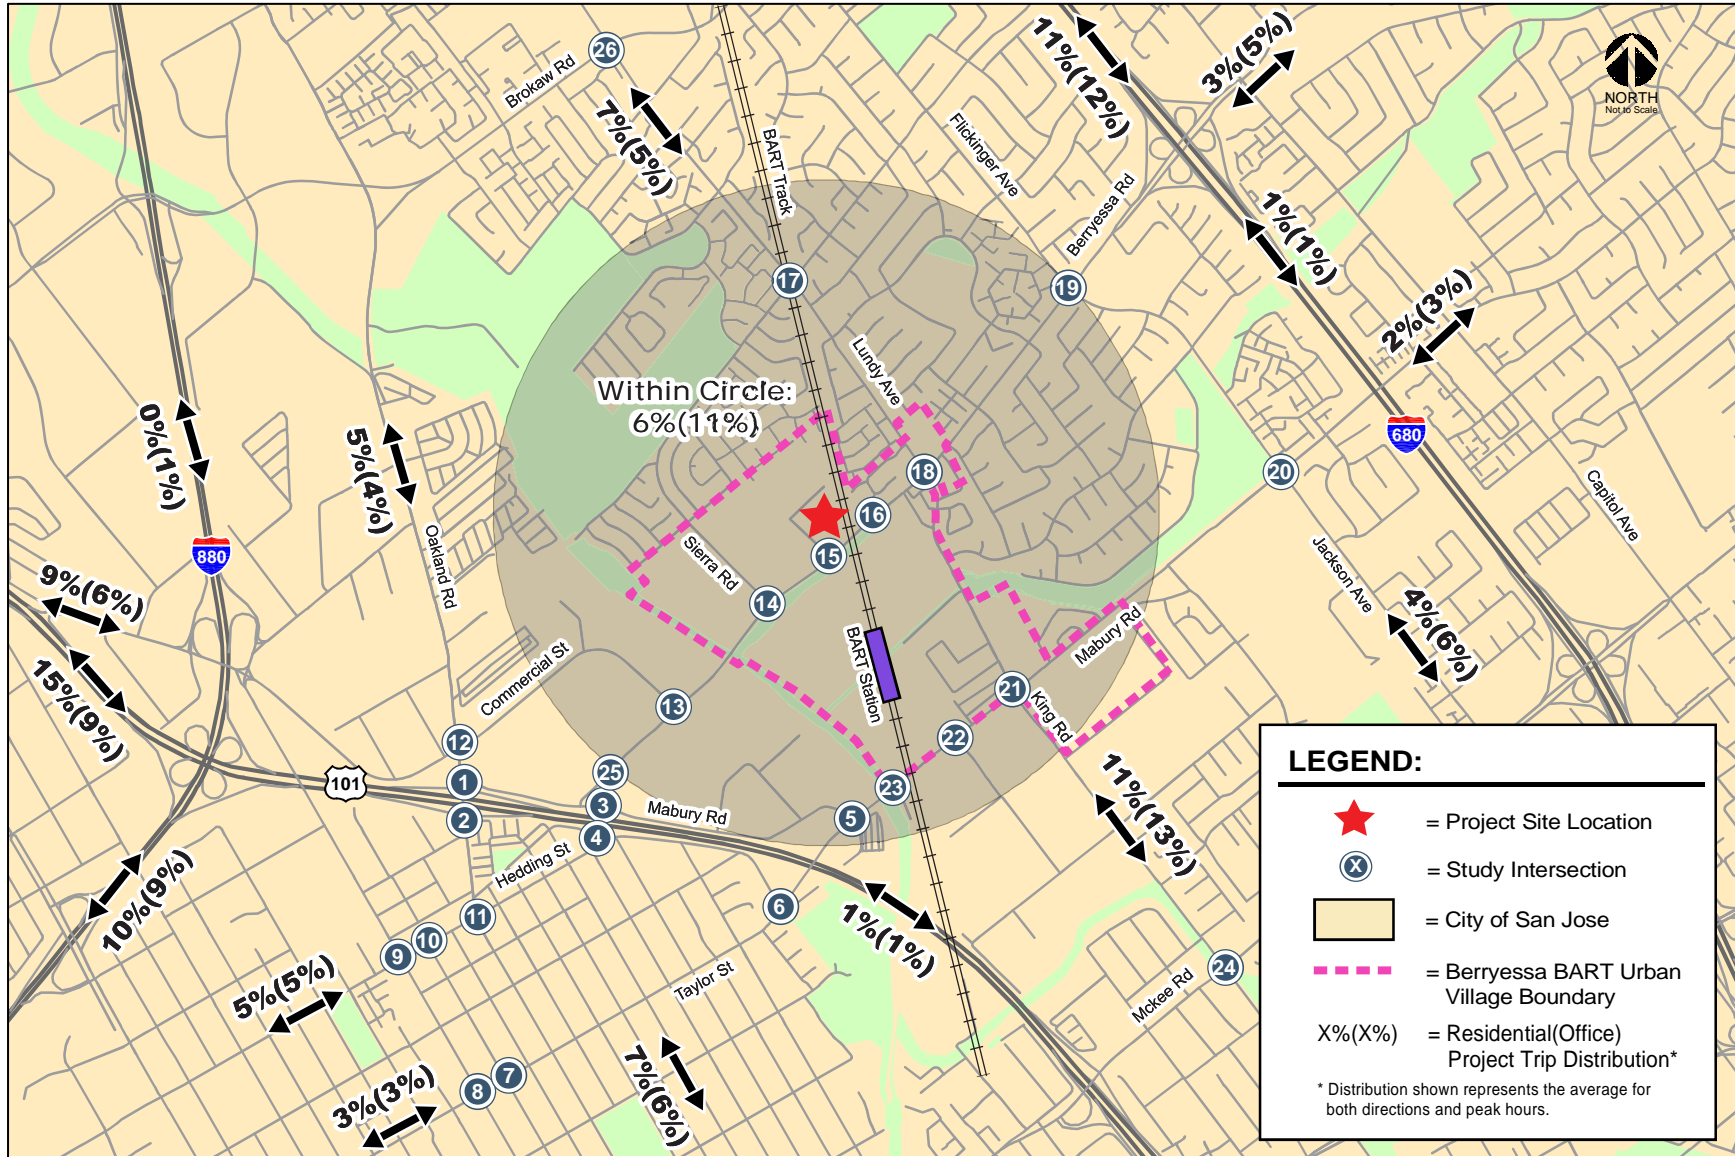 26
Brokaw Rd
7%(5%)
BART Track
11%(12%)
3%(5%)
NORTH
Not to Scale
Flickinger Ave
Berryessa Rd
1%(1%)
17
19
2%(3%)
Lundy Ave
Within Circle:
6%(11%)
0%(1%)
5%(4%)
680
18
20
Capitol Ave
16
15
880
Oakland Rd
Sierra Rd
14
Jackson Ave
9%(6%)
4%(6%)
Mabury Rd
BART Station
15%(9%)
Commercial St
13
21
King Rd
22
12
101
1
25
3
23
2
4
Mabury Rd
5
11%(13%)
Hedding St
10%(9%)
11
6
10
9
1%(1%)
24
5%(5%)
Taylor St
Mckee Rd
7
8
3%(3%)
7%(6%)
LEGEND:
= Project Site Location
X
= Study Intersection
= City of San Jose
= Berryessa BART Urban
Village Boundary
X%(X%)
= Residential(Office)
Project Trip Distribution*
* Distribution shown represents the average for
both directions and peak hours.